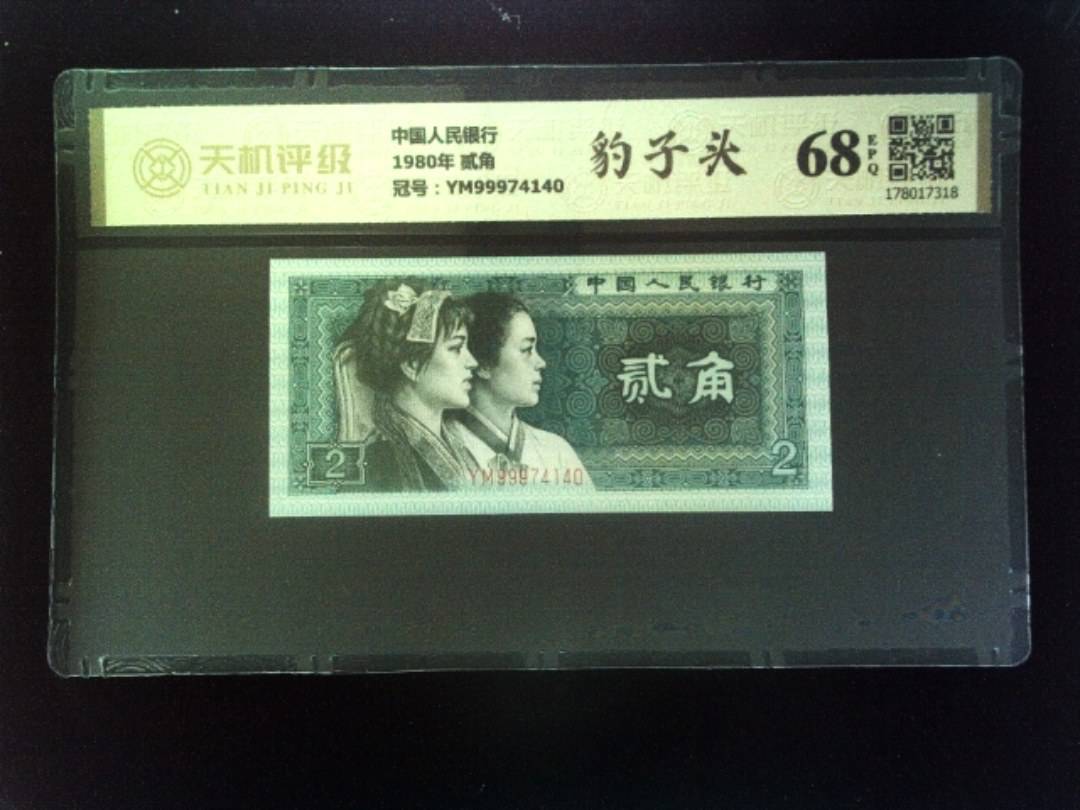 天机评级
TIAN JI PING JI
中国人民银行
1980年 贰角
冠号：YM99974140
豹子头
68
EPQ
178017318
中国人民银行
贰角
2
YM99974140
2